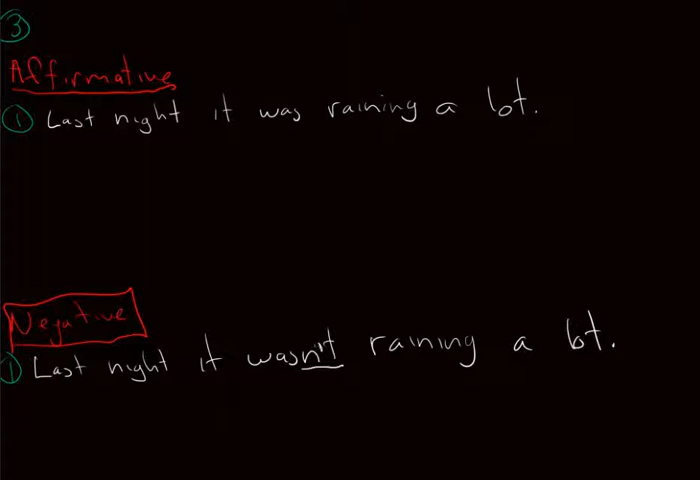 3
Affirmative
1 Last night it was raining a lot.
Negative
1 Last night it wasn't raining a lot.